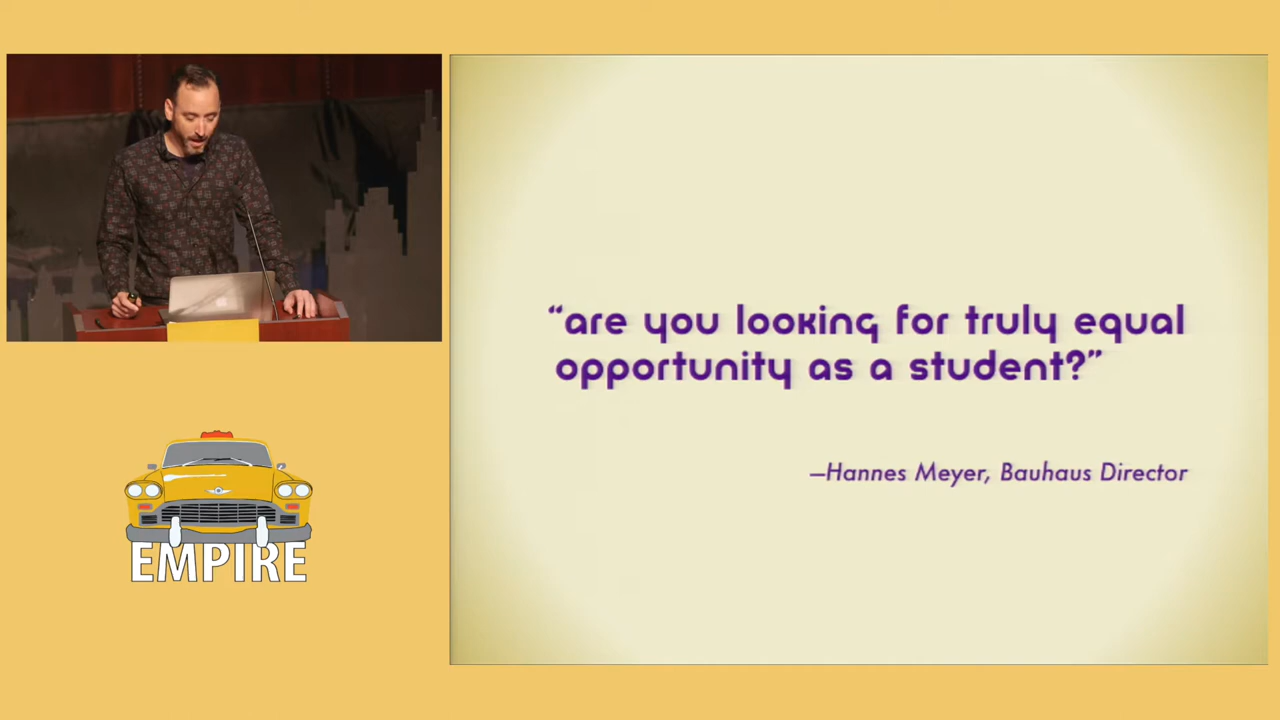 “are you looking for truly equal
opportunity as a student?”
—Hannes Meyer, Bauhaus Director
EMPIRE